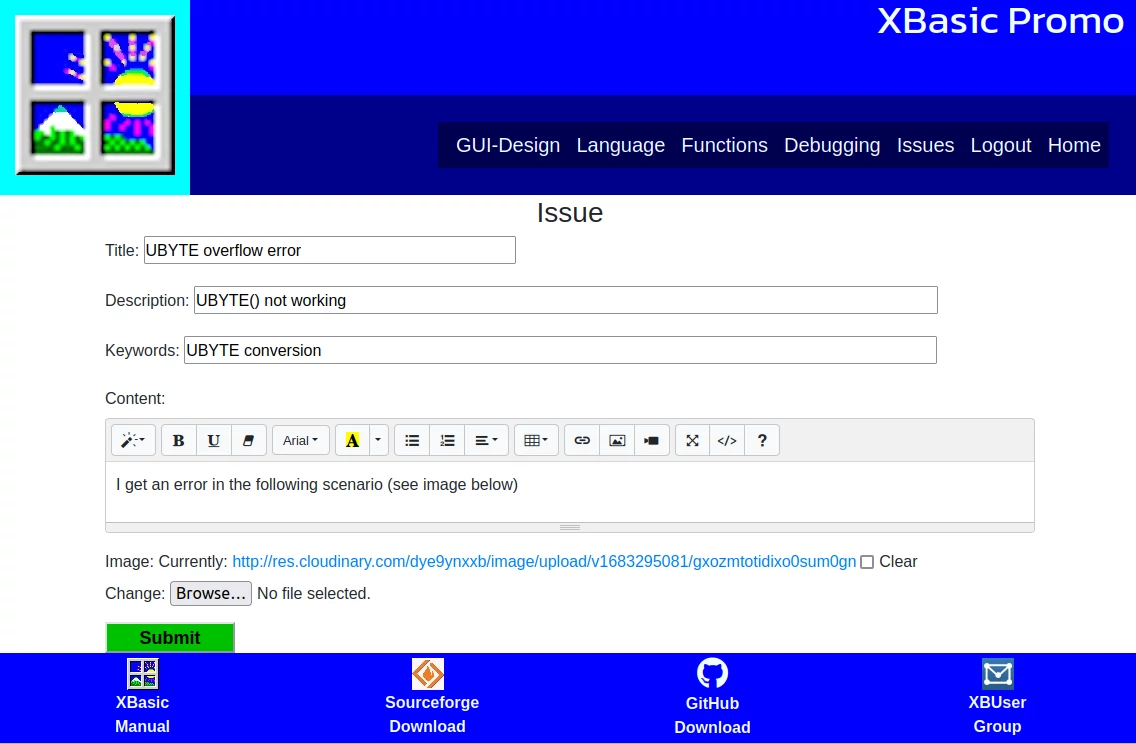 XBasic Promo
GUI-Design Language Functions Debugging Issues Logout Home
Issue
Title: UBYTE overflow error
Description: UBYTE() not working
Keywords: UBYTE conversion
Content:
B U Arial A </> ?
I get an error in the following scenario (see image below)
Image: Currently: http://res.cloudinary.com/dye9ynxxb/image/upload/v1683295081/gxozmtotidixo0sum0gn Clear
Change: Browse... No file selected.
Submit
XBasic Manual
Sourceforge Download
GitHub Download
XBUser Group